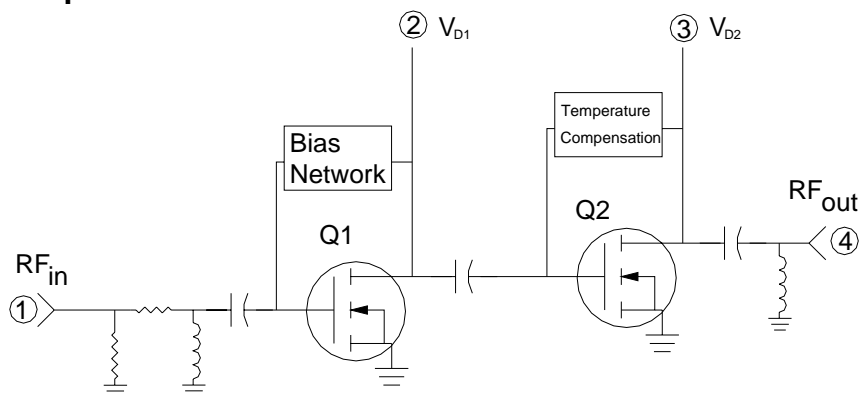 ② V_D1
③ V_D2
Bias
Network
Temperature
Compensation
Q1
Q2
RF_out
④
RF_in
①